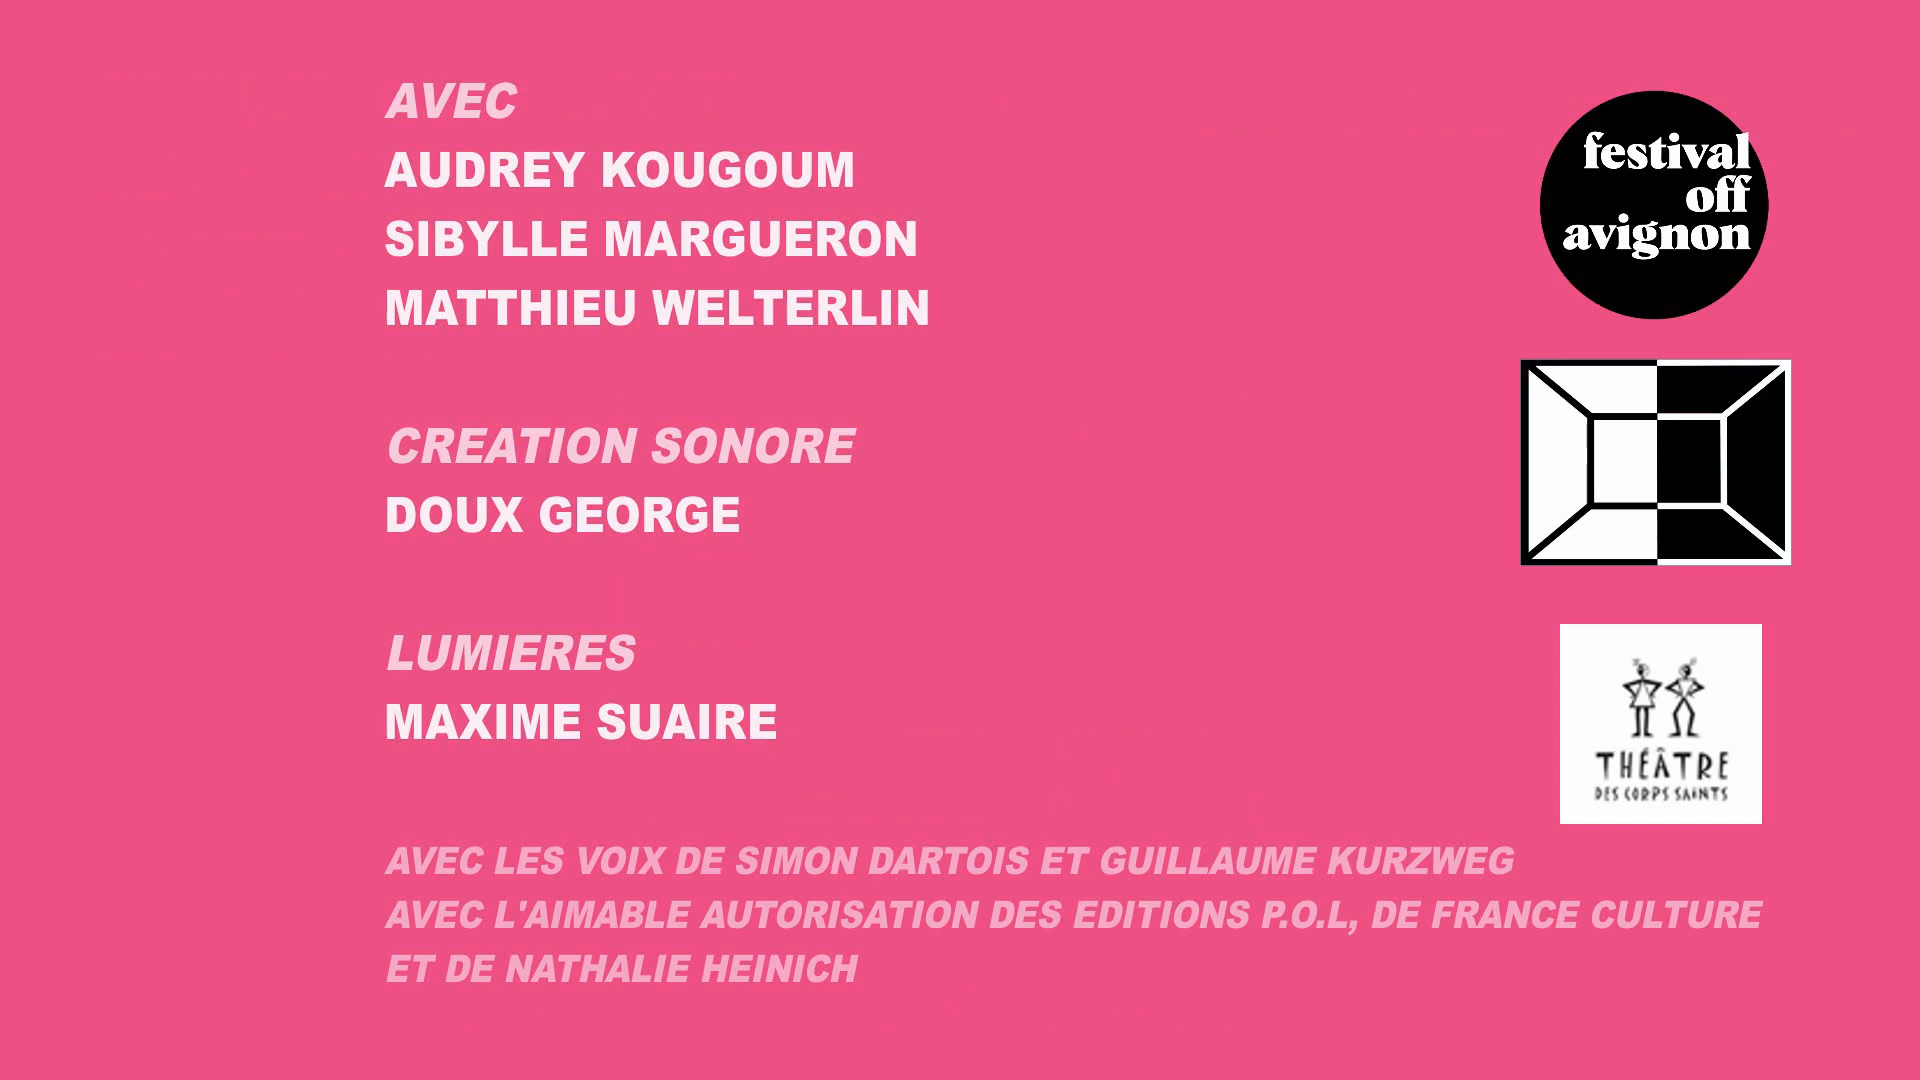 AVEC
AUDREY KOUGOUM
SIBYLLE MARGUERON
MATTHIEU WELTERLIN
CREATION SONORE
DOUX GEORGE
LUMIERES
MAXIME SUAIRE
AVEC LES VOIX DE SIMON DARTOIS ET GUILLAUME KURZWEG
AVEC L'AIMABLE AUTORISATION DES EDITIONS P.O.L, DE FRANCE CULTURE
ET DE NATHALIE HEINICH
festival
off
avignon
THÉÂTRE
DES CORPS SAINTS